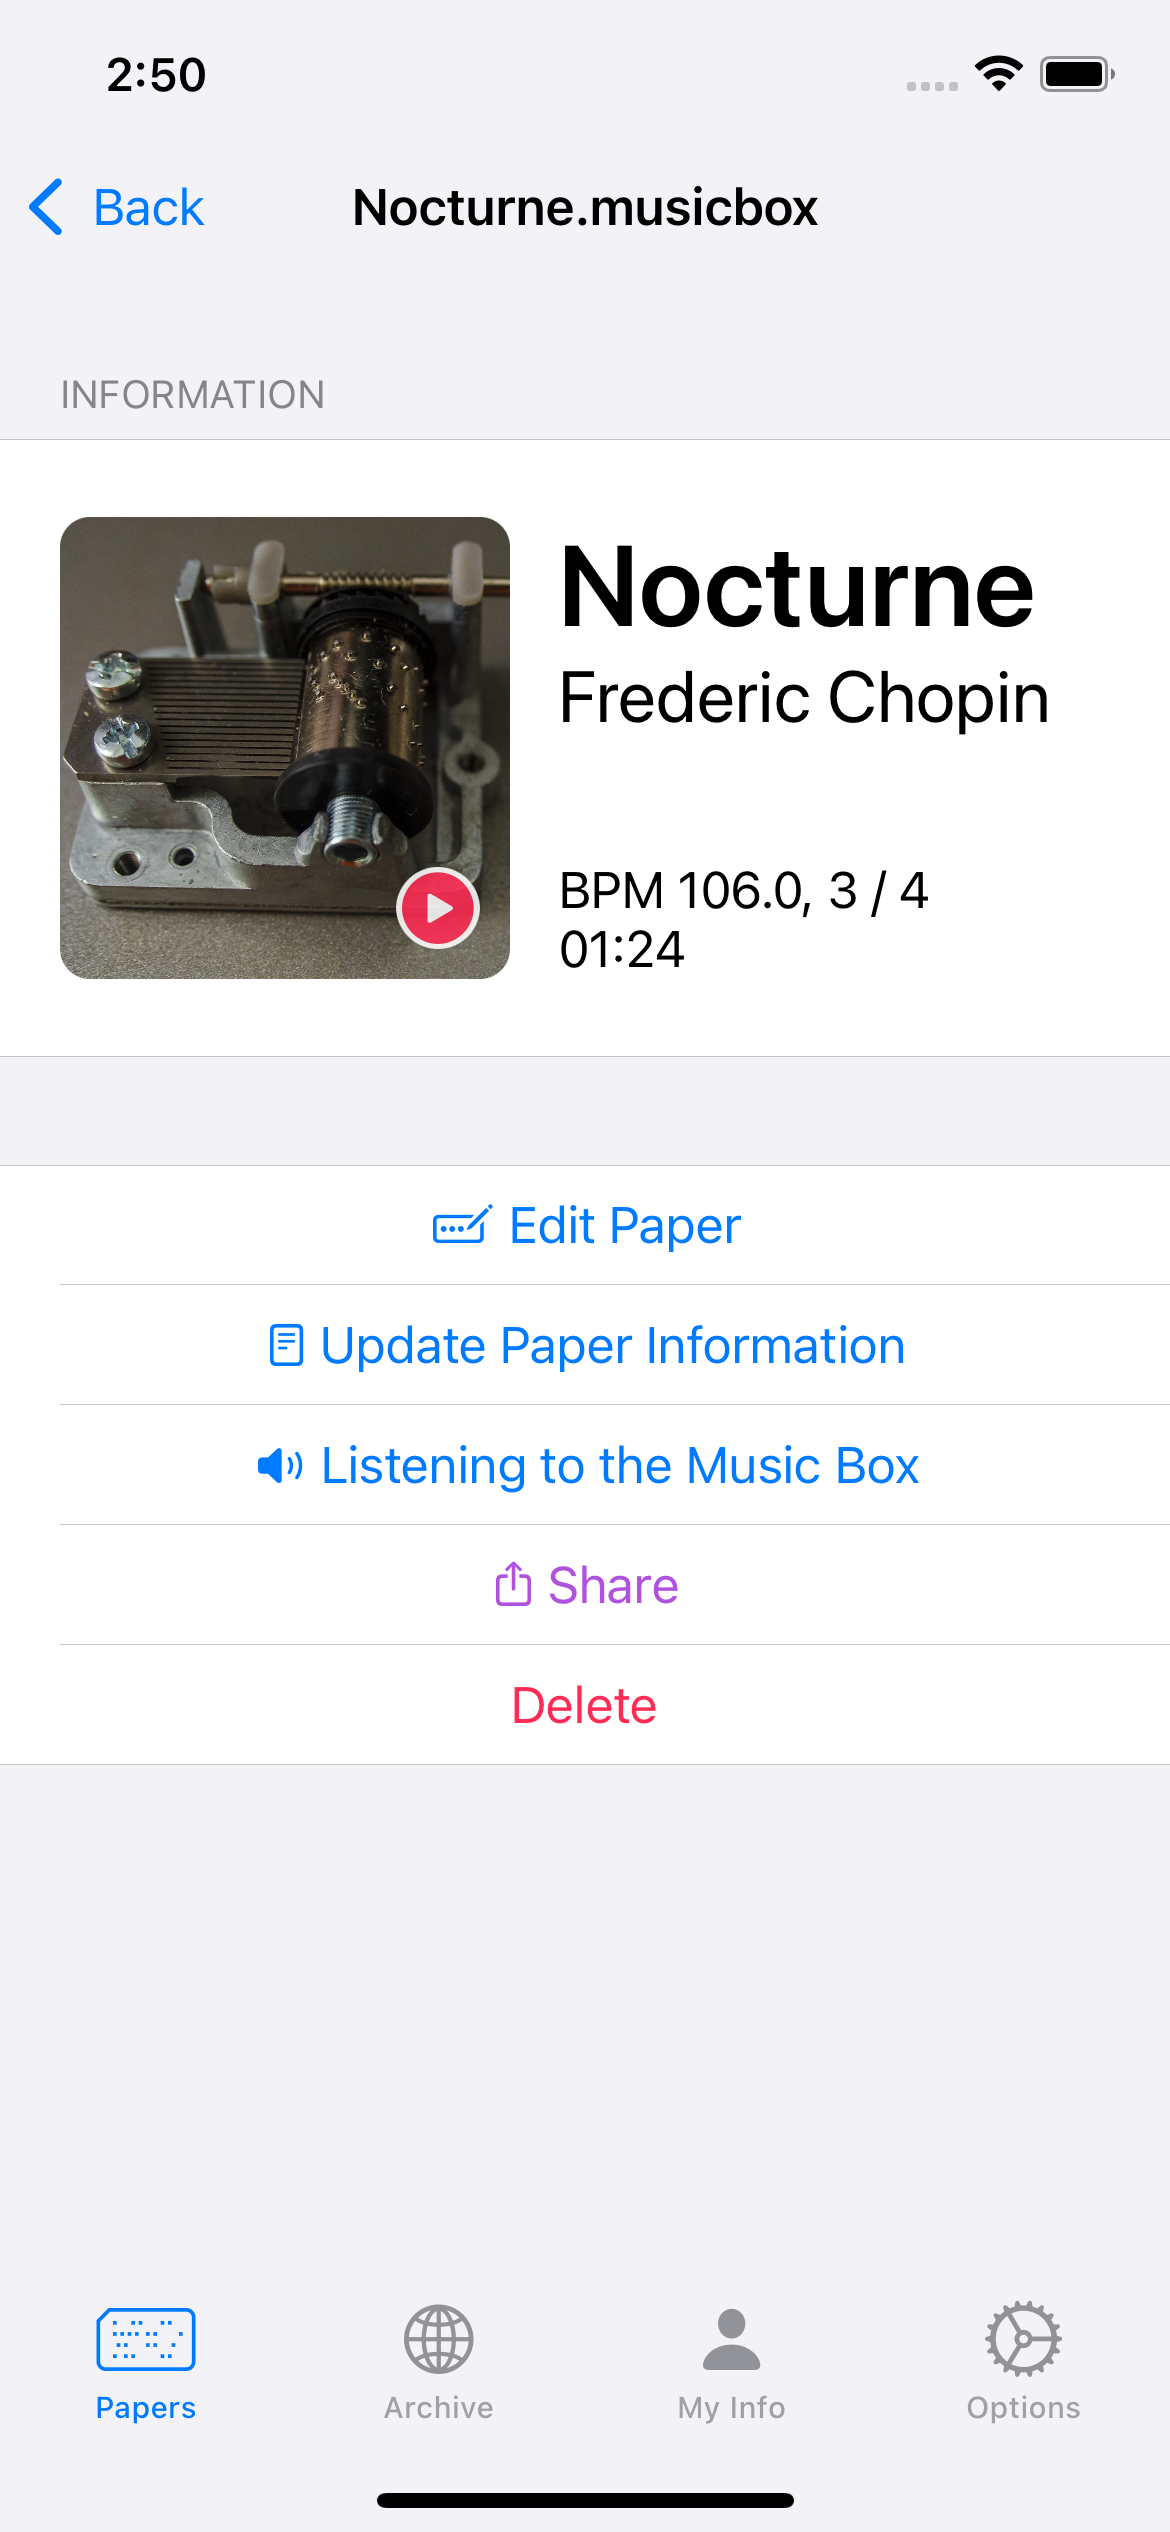 2:50
Back
Nocturne.musicbox
INFORMATION
Nocturne
Frederic Chopin
BPM 106.0, 3 / 4
01:24
Edit Paper
Update Paper Information
Listening to the Music Box
Share
Delete
Papers
Archive
My Info
Options